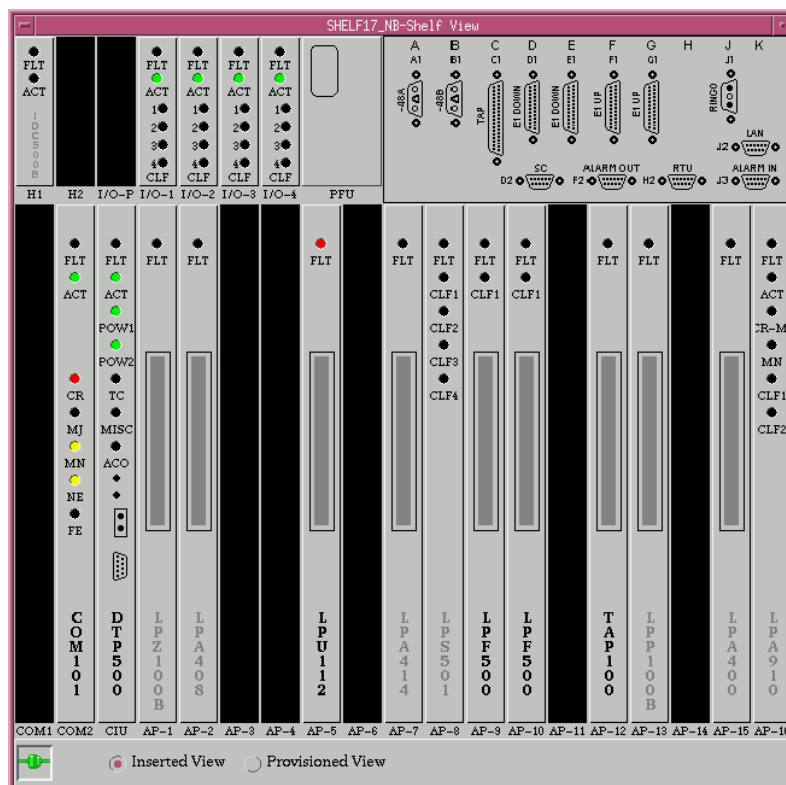 SHELF17_NB-Shelf View
A B C D E F G H J K
A1 B1 C1 D1 E1 F1 G1 J1
FLT FLT FLT FLT FLT
ACT ACT ACT ACT ACT
-48A -48B TAP E1 DOWN E1 DOWN E1 UP E1 UP RINGO
IDC500B
1 1 1 1
2 2 2 2
3 3 3 3
4 4 4 4
CLF CLF CLF CLF
LAN
J2
SC ALARM OUT RTU ALARM IN
D2 F2 H2 J3
H1 H2 I/O-P I/O-1 I/O-2 I/O-3 I/O-4 PFU
FLT FLT FLT FLT FLT FLT FLT FLT FLT FLT FLT FLT FLT
ACT ACT CLF1 CLF1 CLF1 ACT
POW1 CLF2 CR-M
POW2 CLF3 MN
CR TC CLF4 CLF1
MJ MISC CLF2
MN ACO
NE
FE
COM101 DTP500 LPZ100B LPA408 LPU112 LPA414 LPS501 LPF500 LPF500 TAP100 LPP100B LPA400 LPA910
COM1 COM2 CIU AP-1 AP-2 AP-3 AP-4 AP-5 AP-6 AP-7 AP-8 AP-9 AP-10 AP-11 AP-12 AP-13 AP-14 AP-15 AP-16
Inserted View Provisioned View